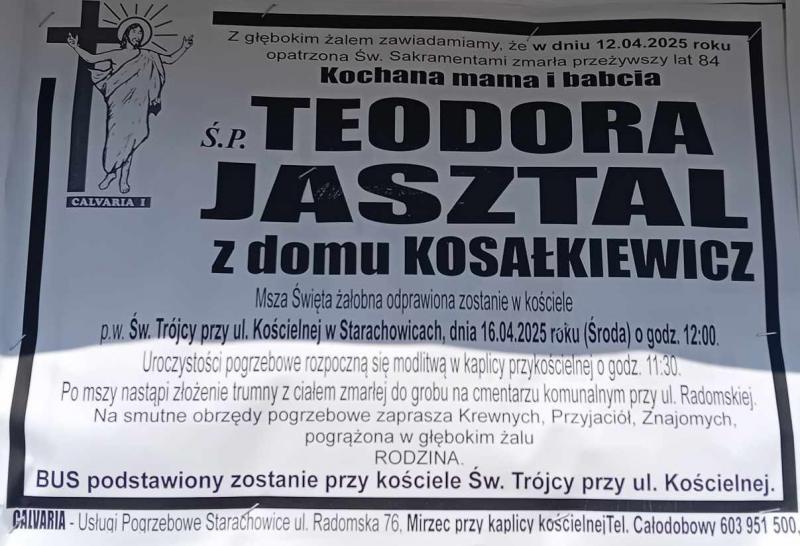 Z głębokim żalem zawiadamiamy, że w dniu 12.04.2025 roku
opatrzona Św. Sakramentami zmarła przeżywszy lat 84
Kochana mama i babcia
Ś.P. TEODORA
JASZTAL
z domu KOSAŁKIEWICZ
CALVARIA I
Msza Święta żałobna odprawiona zostanie w kościele
p.w. Św. Trójcy przy ul. Kościelnej w Starachowicach, dnia 16.04.2025 roku (Środa) o godz. 12:00.
Uroczystości pogrzebowe rozpoczną się modlitwą w kaplicy przykościelnej o godz. 11:30.
Po mszy nastąpi złożenie trumny z ciałem zmarłej do grobu na cmentarzu komunalnym przy ul. Radomskiej.
Na smutne obrzędy pogrzebowe zaprasza Krewnych, Przyjaciół, Znajomych,
pogrążona w głębokim żalu
RODZINA.
BUS podstawiony zostanie przy kościele Św. Trójcy przy ul. Kościelnej.
CALVARIA - Usługi Pogrzebowe Starachowice ul. Radomska 76, Mirzec przy kaplicy kościelnejTel. Całodobowy 603 951 500.